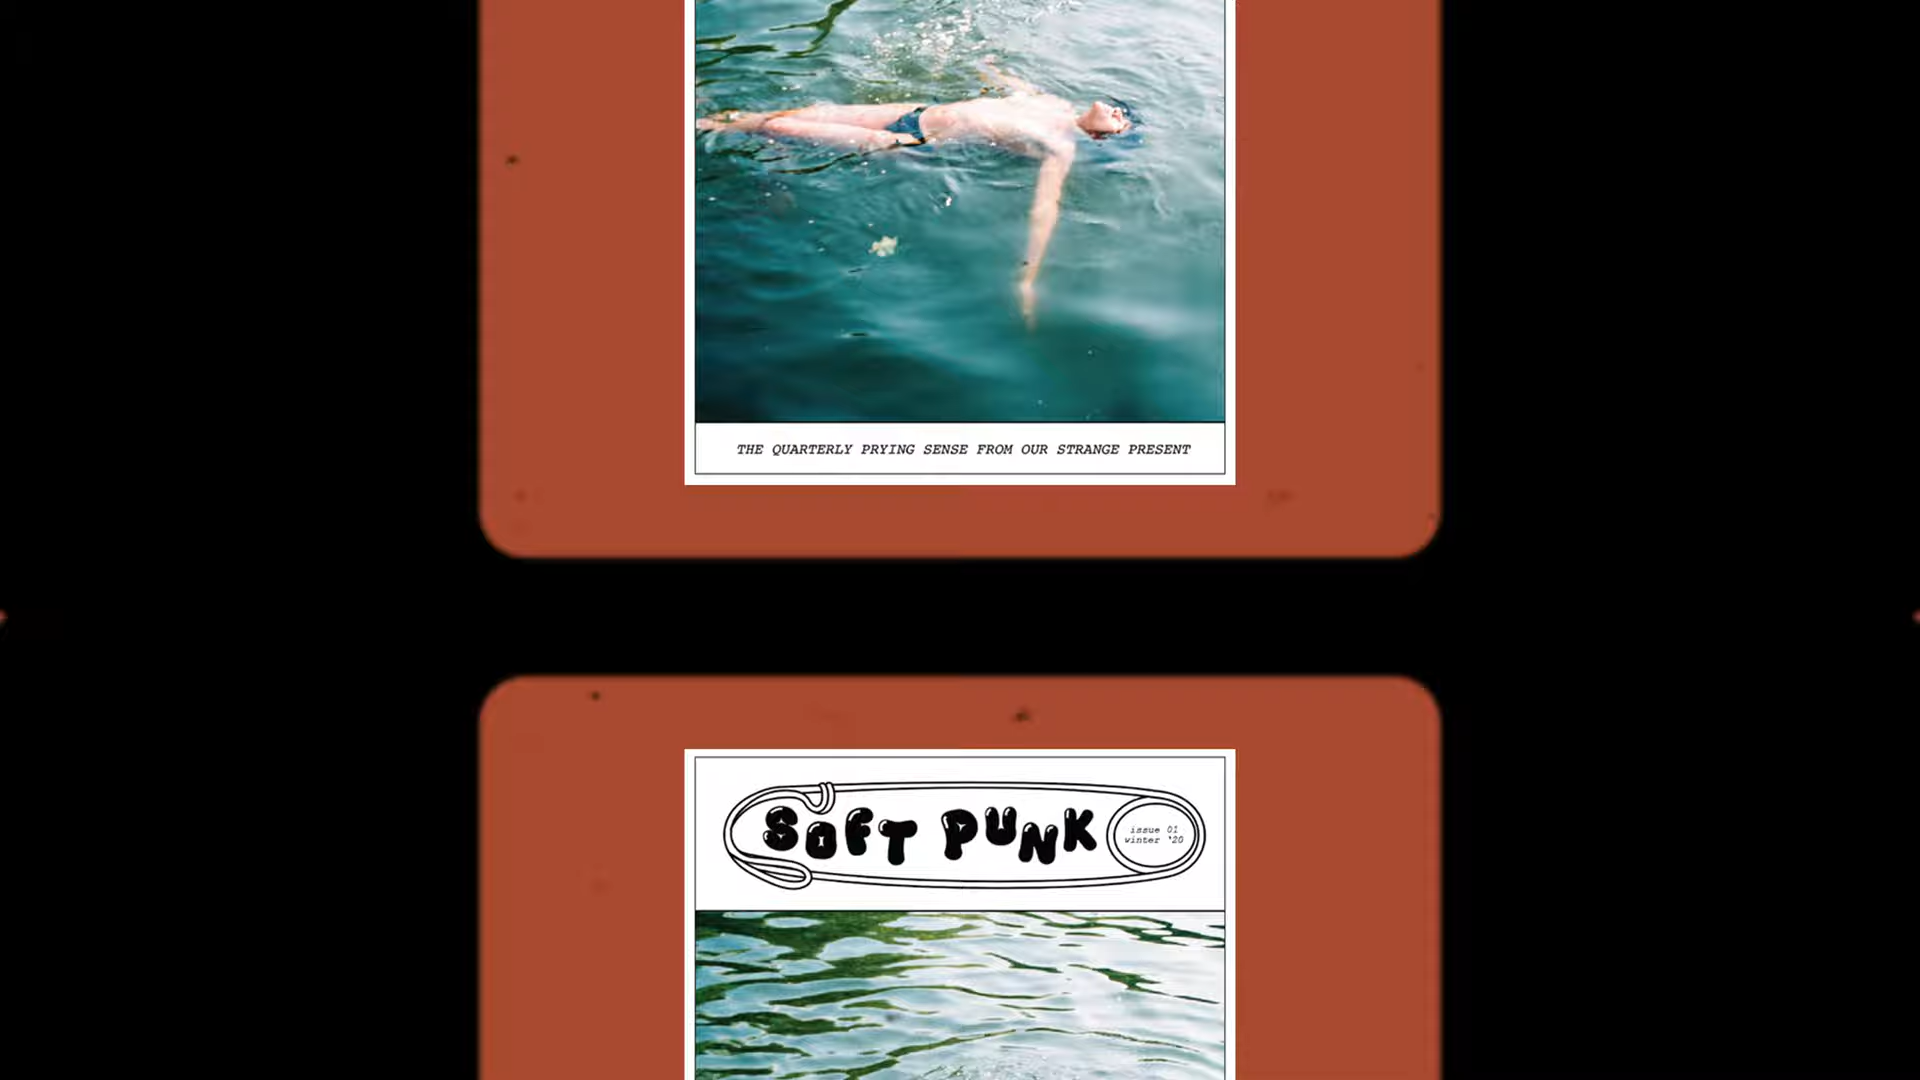 THE QUARTERLY PRYING SENSE FROM OUR STRANGE PRESENT
SOFT PUNK
issue 01
winter '20